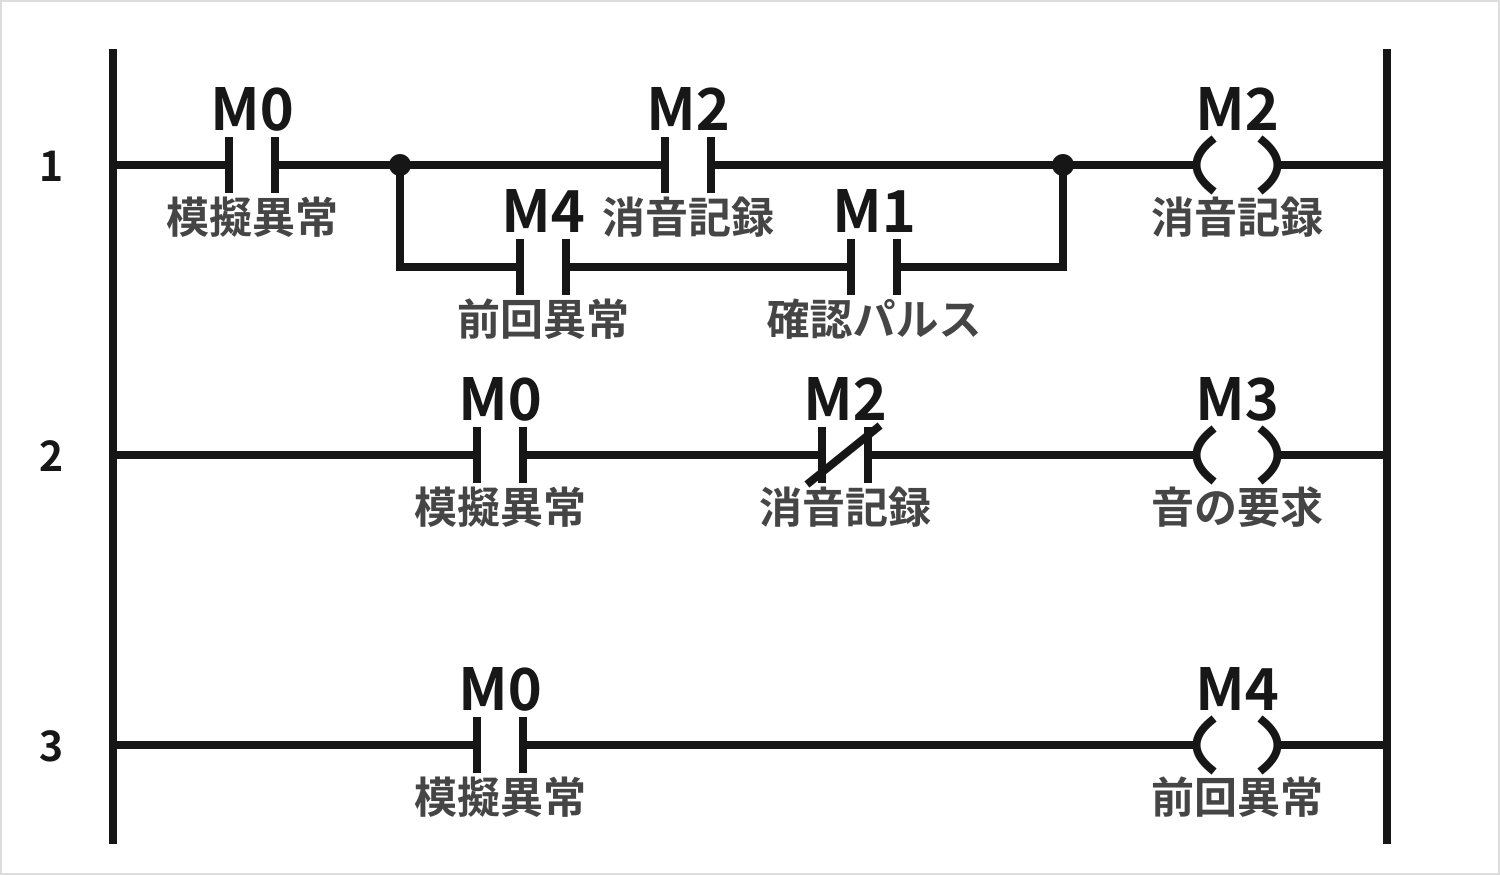 M0 M2 M2
1
模擬異常 消音記録 消音記録
M4 M1
前回異常 確認パルス
M0 M2 M3
2
模擬異常 消音記録 音の要求
M0 M4
3
模擬異常 前回異常